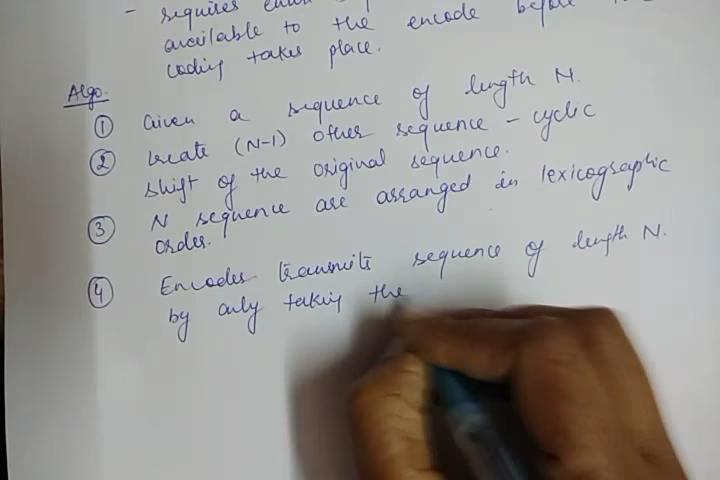 - requires
available to the encode before
coding takes place.
Algo.
① Given a sequence of length N.
② Create (N-1) other sequence - cyclic
shift of the original sequence.
③ N sequence are arranged in lexicographic
order.
④ Encoder transmits sequence of length N.
by only taking the